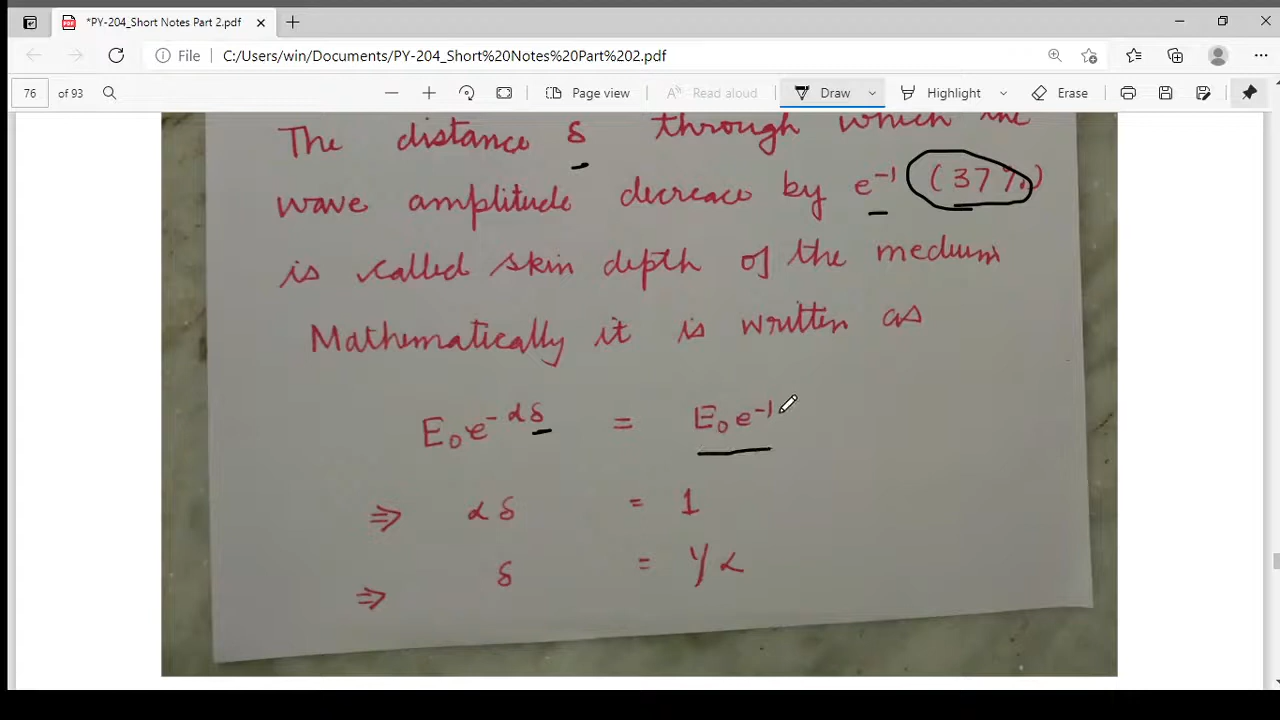 *PY-204_Short Notes Part 2.pdf
File C:/Users/win/Documents/PY-204_Short%20Notes%20Part%202.pdf
76 of 93 Page view Read aloud Draw Highlight Erase
The distance δ through which the
wave amplitude decreace by e⁻¹ (37%)
is called skin depth of the medium
Mathematically it is written as
E₀e^-αδ = E₀e⁻¹
⇒ αδ = 1
⇒ δ = 1/α